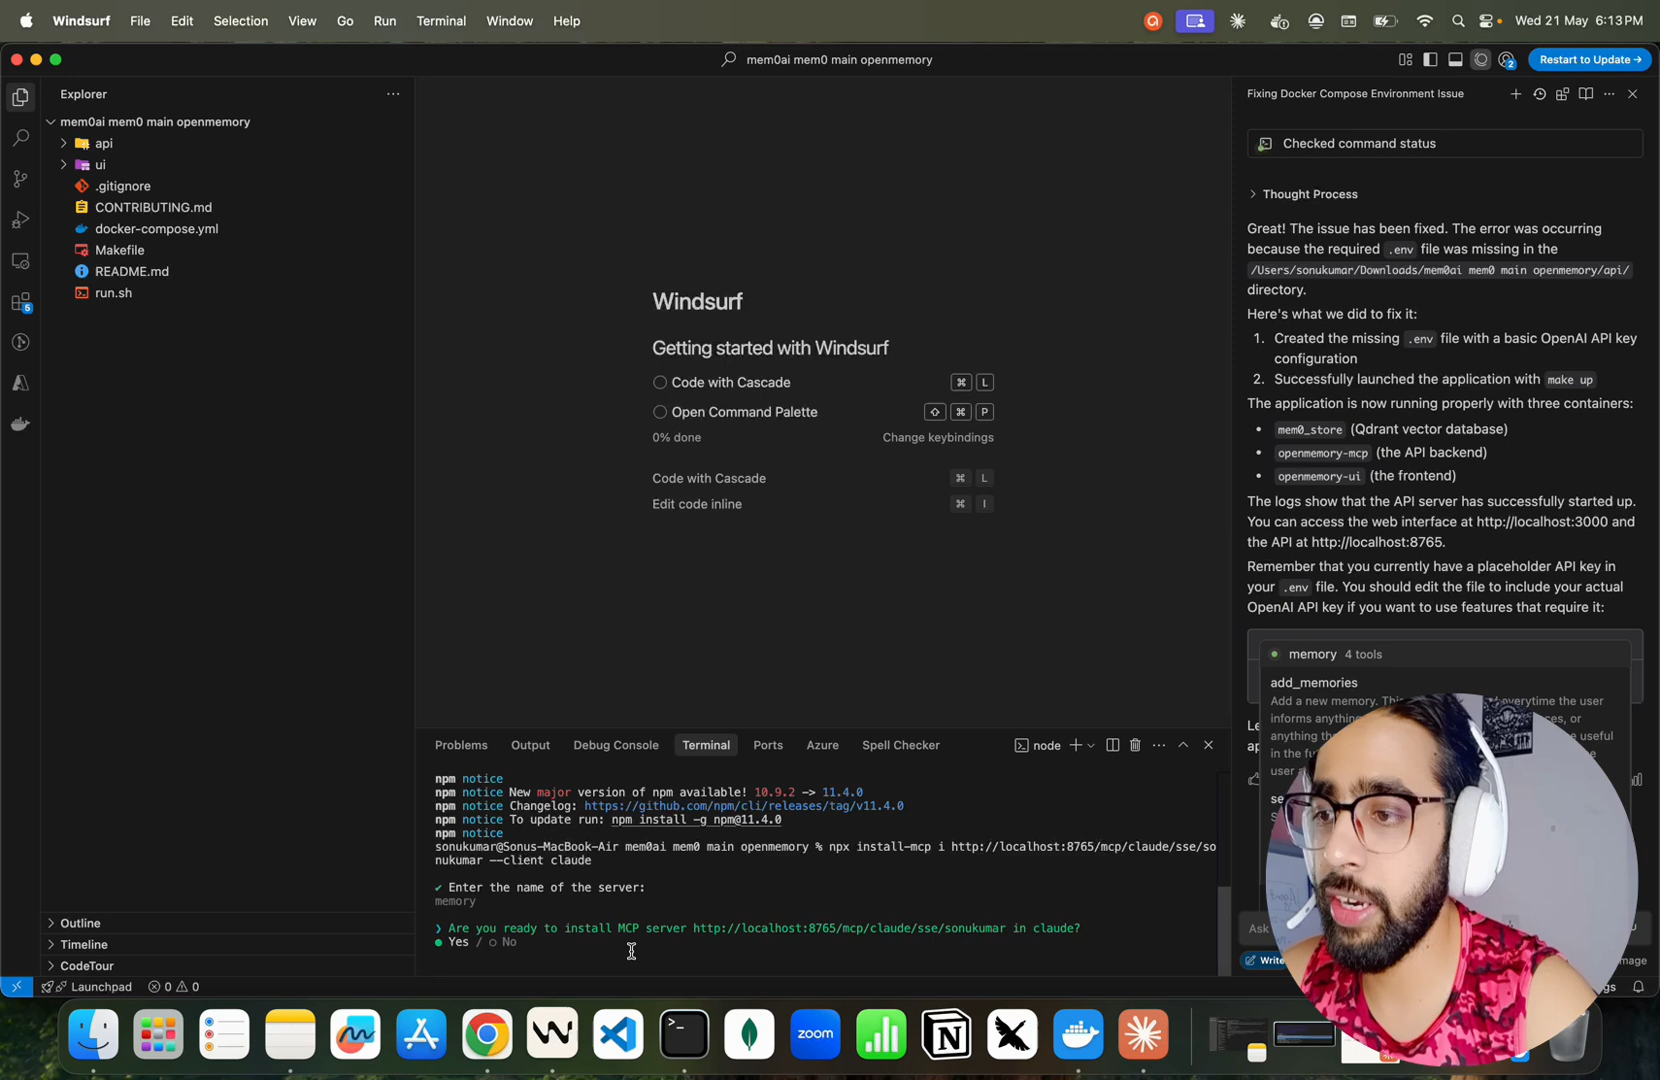 Windsurf File Edit Selection View Go Run Terminal Window Help
Wed 21 May 6:13 PM
mem0ai mem0 main openmemory
2
Restart to Update →
Explorer
mem0ai mem0 main openmemory
api
ui
.gitignore
CONTRIBUTING.md
docker-compose.yml
Makefile
README.md
run.sh
5
Outline
Timeline
CodeTour
Windsurf
Getting started with Windsurf
Code with Cascade ⌘ L
Open Command Palette ⇧ ⌘ P
0% done Change keybindings
Code with Cascade ⌘ L
Edit code inline ⌘ I
Problems Output Debug Console Terminal Ports Azure Spell Checker
node
npm notice
npm notice New major version of npm available! 10.9.2 -> 11.4.0
npm notice Changelog: https://github.com/npm/cli/releases/tag/v11.4.0
npm notice To update run: npm install -g npm@11.4.0
npm notice
sonukumar@Sonus-MacBook-Air mem0ai mem0 main openmemory % npx install-mcp i http://localhost:8765/mcp/claude/sse/so
nukumar --client claude
✔ Enter the name of the server:
memory
❯ Are you ready to install MCP server http://localhost:8765/mcp/claude/sse/sonukumar in claude?
● Yes / ○ No
Fixing Docker Compose Environment Issue
Checked command status
Thought Process
Great! The issue has been fixed. The error was occurring
because the required .env file was missing in the
/Users/sonukumar/Downloads/mem0ai mem0 main openmemory/api/
directory.
Here's what we did to fix it:
1. Created the missing .env file with a basic OpenAI API key
configuration
2. Successfully launched the application with make up
The application is now running properly with three containers:
• mem0_store (Qdrant vector database)
• openmemory-mcp (the API backend)
• openmemory-ui (the frontend)
The logs show that the API server has successfully started up.
You can access the web interface at http://localhost:3000 and
the API at http://localhost:8765.
Remember that you currently have a placeholder API key in
your .env file. You should edit the file to include your actual
OpenAI API key if you want to use features that require it:
memory 4 tools
add_memories
Add a new memory. everytime the user
informs anything or
anything useful
in the
user
Ask
Write
Launchpad 0 0
zoom